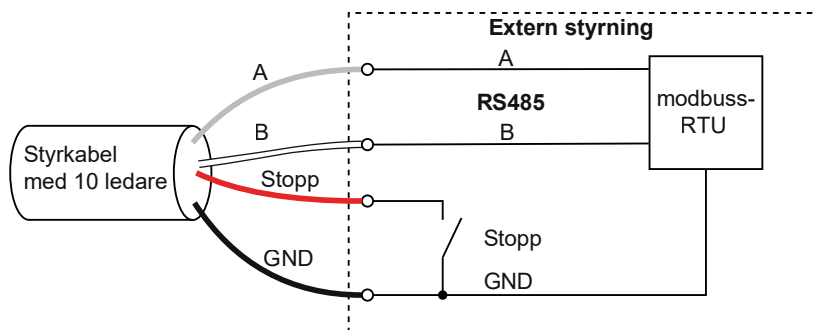 Extern styrning
A
A
RS485
modbuss-
RTU
B
B
Styrkabel
med 10 ledare
Stopp
Stopp
GND
GND